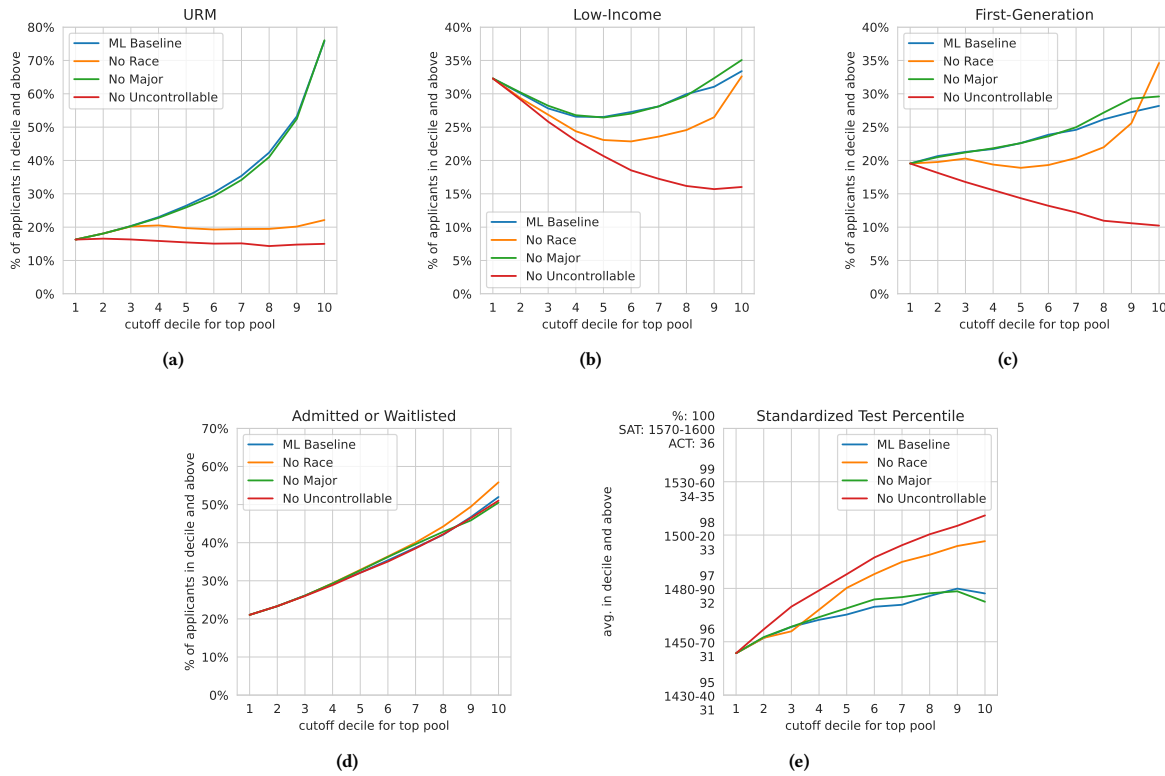 URM
% of applicants in decile and above
80%
70%
60%
50%
40%
30%
20%
10%
0%
ML Baseline
No Race
No Major
No Uncontrollable
1 2 3 4 5 6 7 8 9 10
cutoff decile for top pool
(a)
Low-Income
% of applicants in decile and above
40%
35%
30%
25%
20%
15%
10%
5%
0%
ML Baseline
No Race
No Major
No Uncontrollable
1 2 3 4 5 6 7 8 9 10
cutoff decile for top pool
(b)
First-Generation
% of applicants in decile and above
40%
35%
30%
25%
20%
15%
10%
5%
0%
ML Baseline
No Race
No Major
No Uncontrollable
1 2 3 4 5 6 7 8 9 10
cutoff decile for top pool
(c)
Admitted or Waitlisted
% of applicants in decile and above
70%
60%
50%
40%
30%
20%
10%
0%
ML Baseline
No Race
No Major
No Uncontrollable
1 2 3 4 5 6 7 8 9 10
cutoff decile for top pool
(d)
Standardized Test Percentile
avg. in decile and above
%: 100
SAT: 1570-1600
ACT: 36
99
1530-60
34-35
98
1500-20
33
97
1480-90
32
96
1450-70
31
95
1430-40
31
ML Baseline
No Race
No Major
No Uncontrollable
1 2 3 4 5 6 7 8 9 10
cutoff decile for top pool
(e)